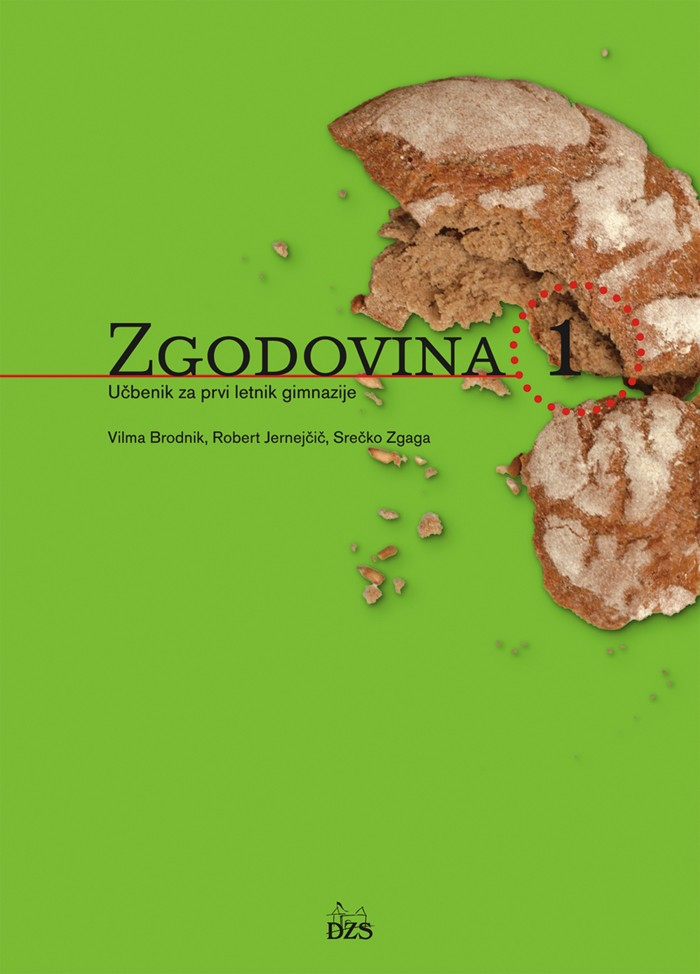 ZGODOVINA 1
Učbenik za prvi letnik gimnazije
Vilma Brodnik, Robert Jernejčič, Srečko Zgaga
DZS